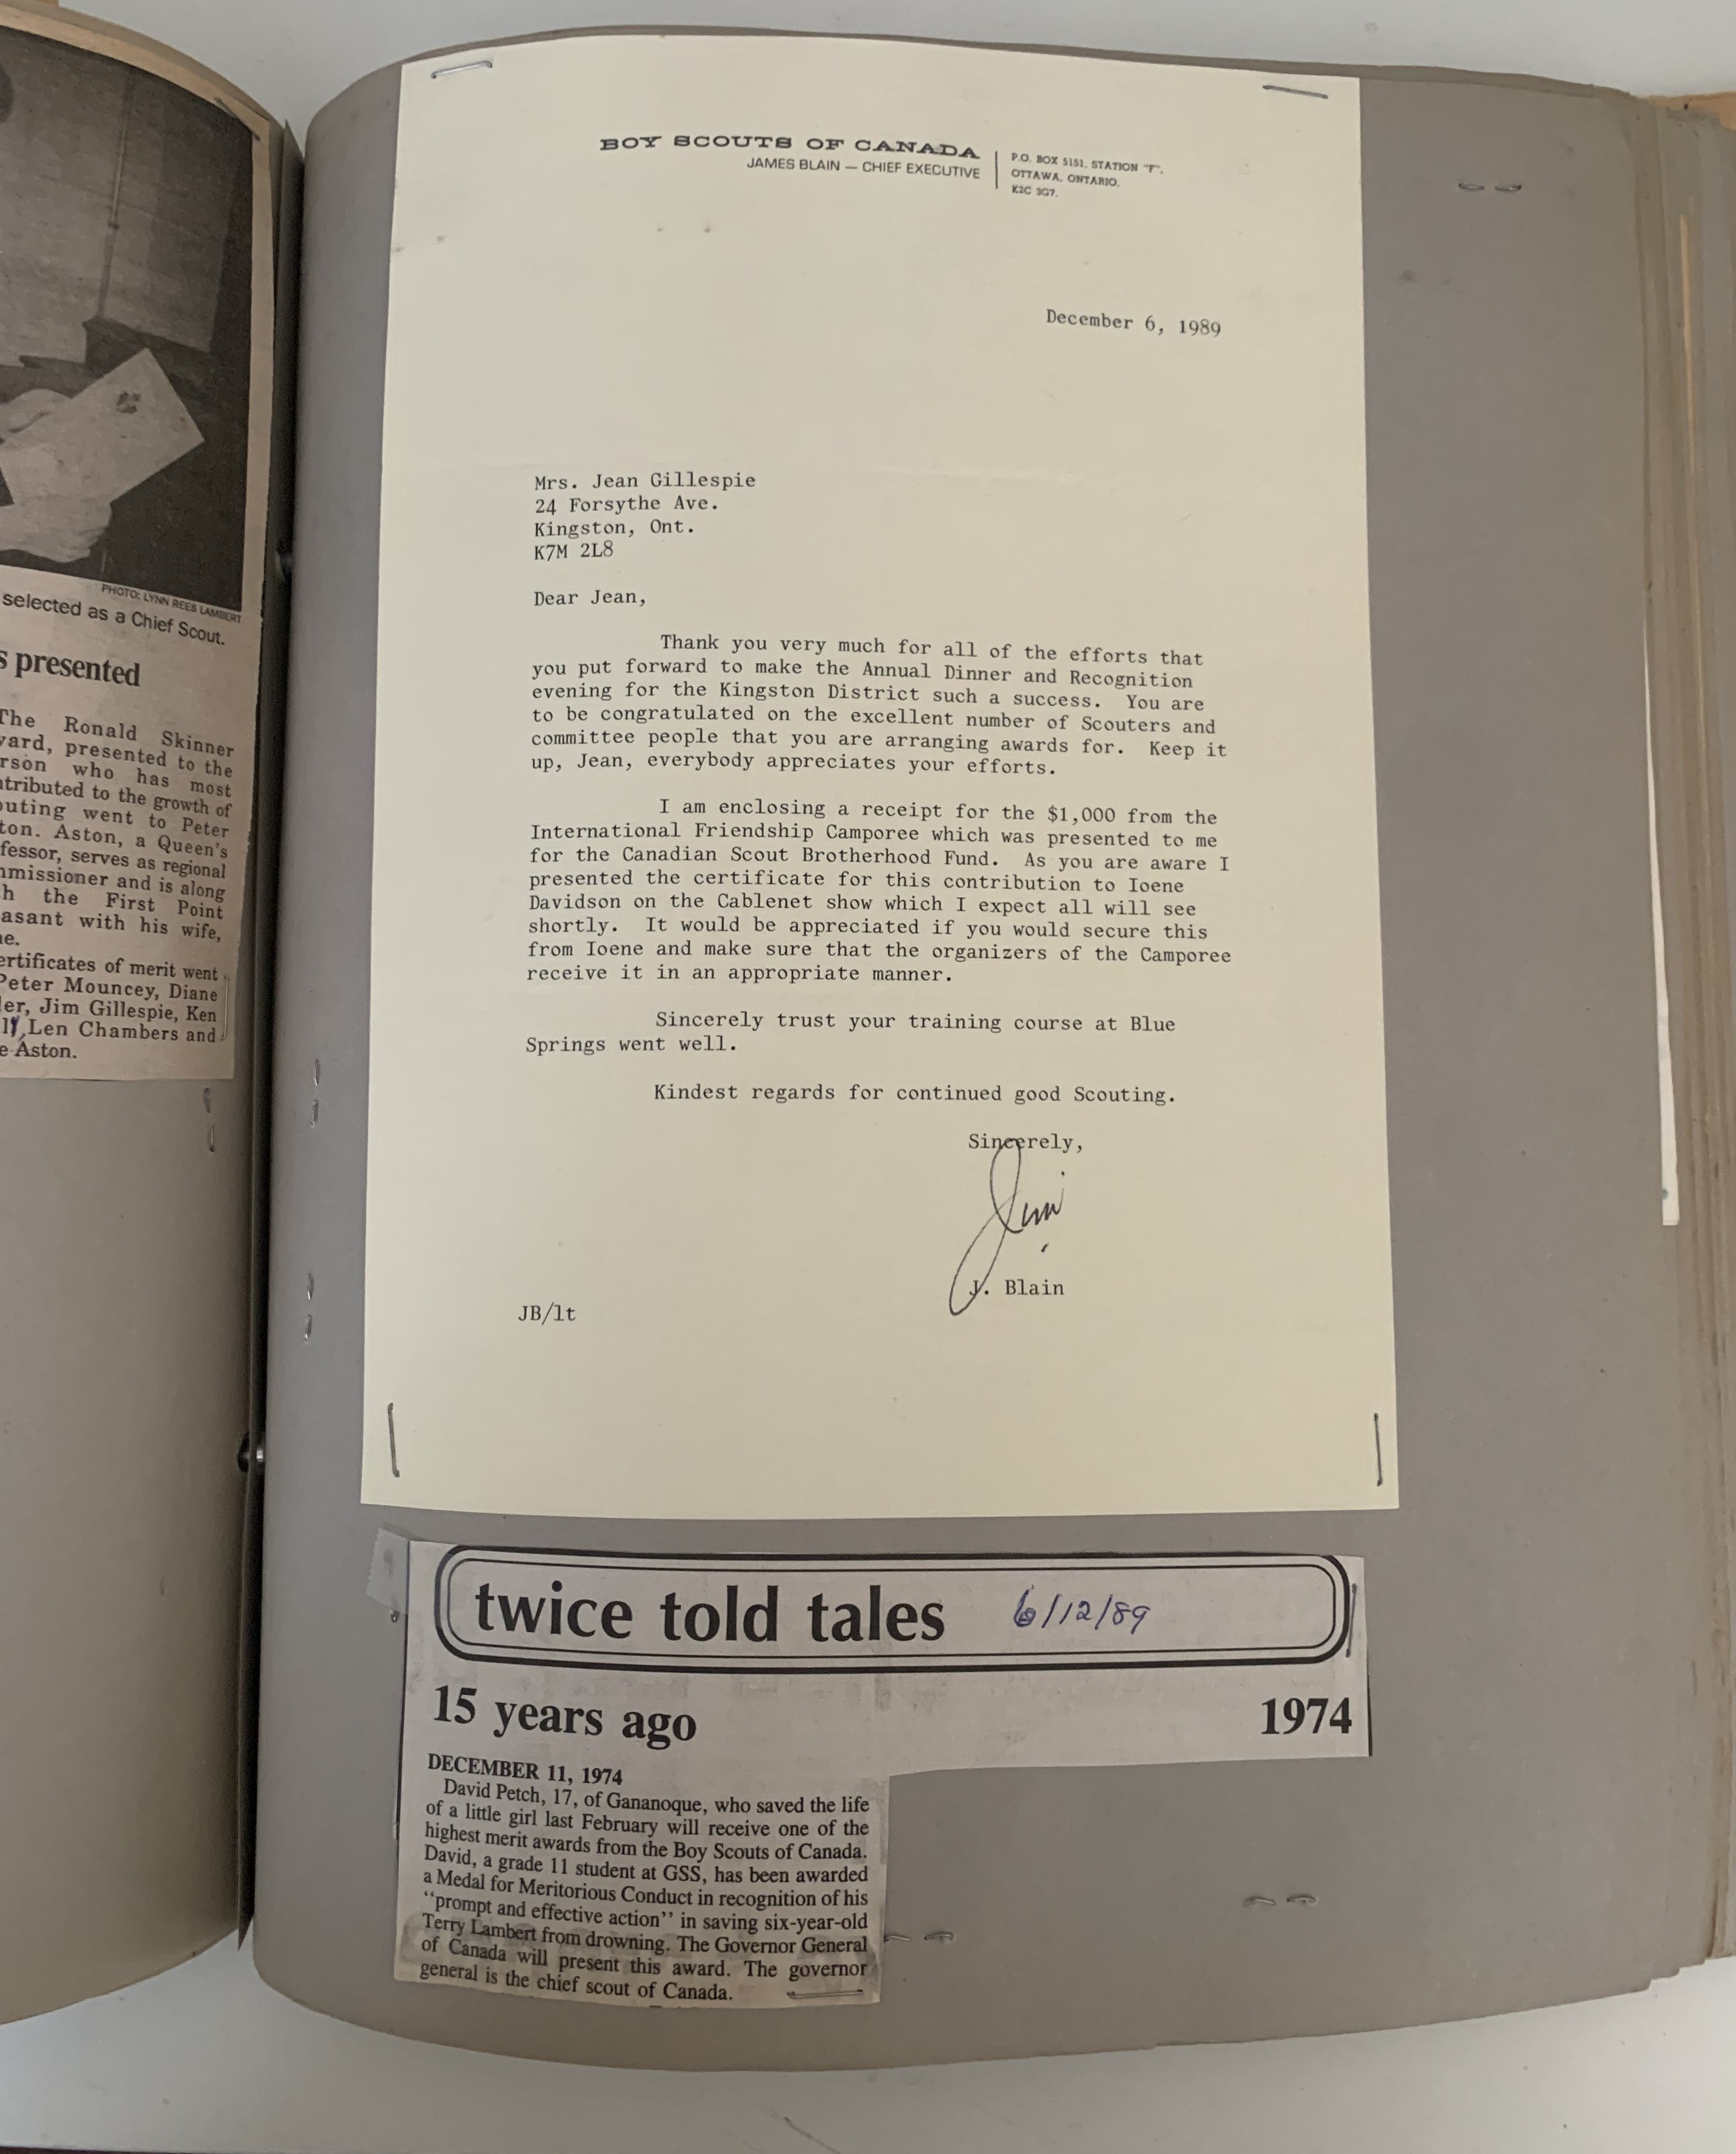 PHOTO: LYNN REES LAMBERT
selected as a Chief Scout.
s presented
The Ronald Skinner
ward, presented to the
rson who has most
ntributed to the growth of
outing went to Peter
ton. Aston, a Queen's
fessor, serves as regional
mmissioner and is along
h the First Point
asant with his wife,
ne.
ertificates of merit went
Peter Mouncey, Diane
ler, Jim Gillespie, Ken
Len Chambers and
e Aston.
BOY SCOUTS OF CANADA
JAMES BLAIN — CHIEF EXECUTIVE
P.O. BOX 5151, STATION "F",
OTTAWA, ONTARIO,
K2C 3G7.
December 6, 1989
Mrs. Jean Gillespie
24 Forsythe Ave.
Kingston, Ont.
K7M 2L8
Dear Jean,
Thank you very much for all of the efforts that
you put forward to make the Annual Dinner and Recognition
evening for the Kingston District such a success. You are
to be congratulated on the excellent number of Scouters and
committee people that you are arranging awards for. Keep it
up, Jean, everybody appreciates your efforts.
I am enclosing a receipt for the $1,000 from the
International Friendship Camporee which was presented to me
for the Canadian Scout Brotherhood Fund. As you are aware I
presented the certificate for this contribution to Ioene
Davidson on the Cablenet show which I expect all will see
shortly. It would be appreciated if you would secure this
from Ioene and make sure that the organizers of the Camporee
receive it in an appropriate manner.
Sincerely trust your training course at Blue
Springs went well.
Kindest regards for continued good Scouting.
Sincerely,
Jim
J. Blain
JB/lt
twice told tales 6/12/89
15 years ago 1974
DECEMBER 11, 1974
David Petch, 17, of Gananoque, who saved the life
of a little girl last February will receive one of the
highest merit awards from the Boy Scouts of Canada.
David, a grade 11 student at GSS, has been awarded
a Medal for Meritorious Conduct in recognition of his
"prompt and effective action" in saving six-year-old
Terry Lambert from drowning. The Governor General
of Canada will present this award. The governor
general is the chief scout of Canada.